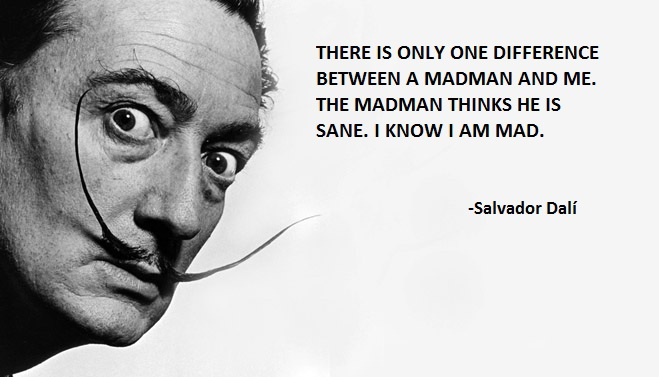 THERE IS ONLY ONE DIFFERENCE
BETWEEN A MADMAN AND ME.
THE MADMAN THINKS HE IS
SANE. I KNOW I AM MAD.
-Salvador Dalí